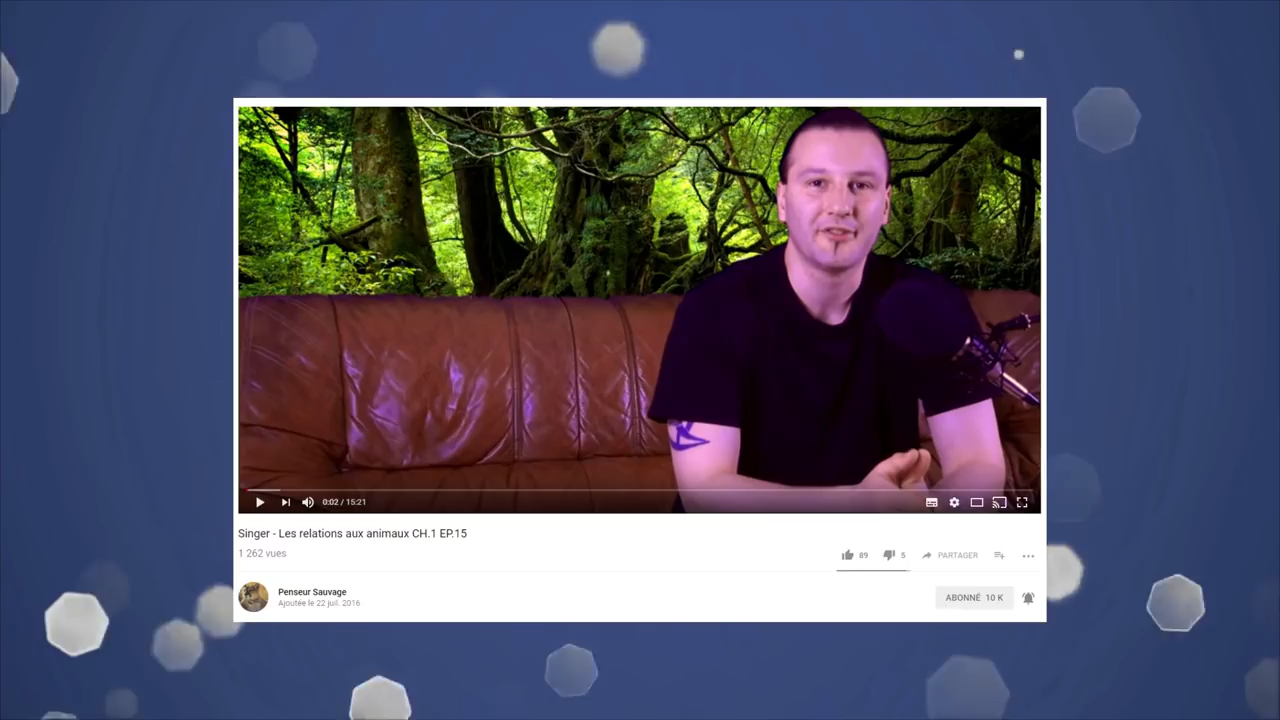 0:02 / 15:21
Singer - Les relations aux animaux CH.1 EP.15
1 262 vues
89
5
PARTAGER
Penseur Sauvage
Ajoutée le 22 juil. 2016
ABONNÉ 10 K